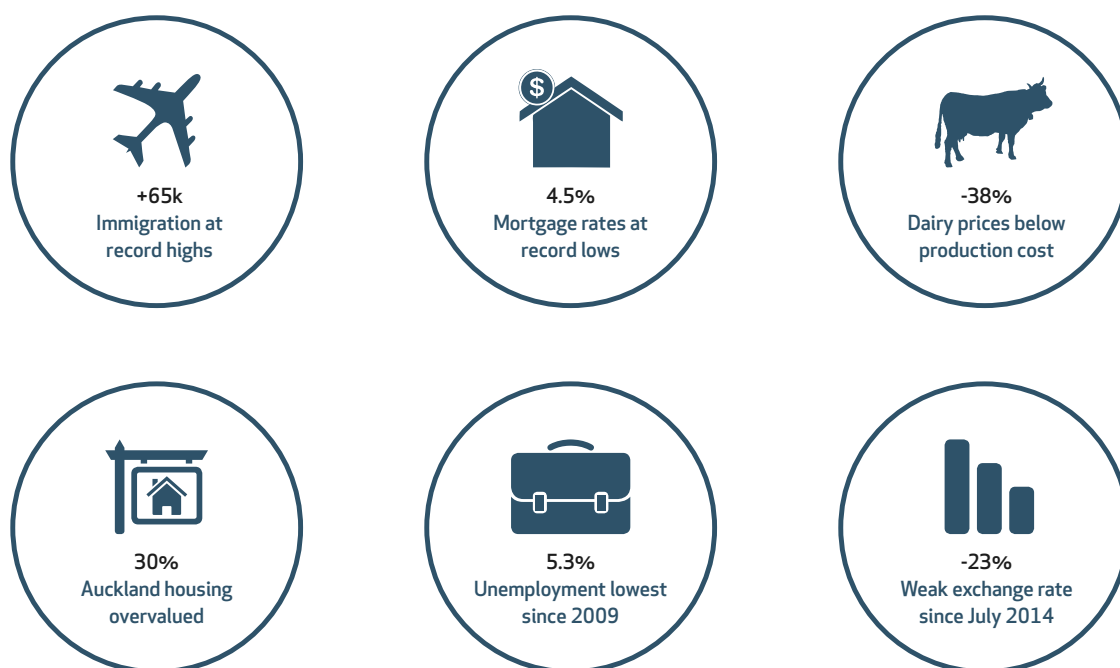 $
+65k
Immigration at
record highs
4.5%
Mortgage rates at
record lows
-38%
Dairy prices below
production cost
30%
Auckland housing
overvalued
5.3%
Unemployment lowest
since 2009
-23%
Weak exchange rate
since July 2014